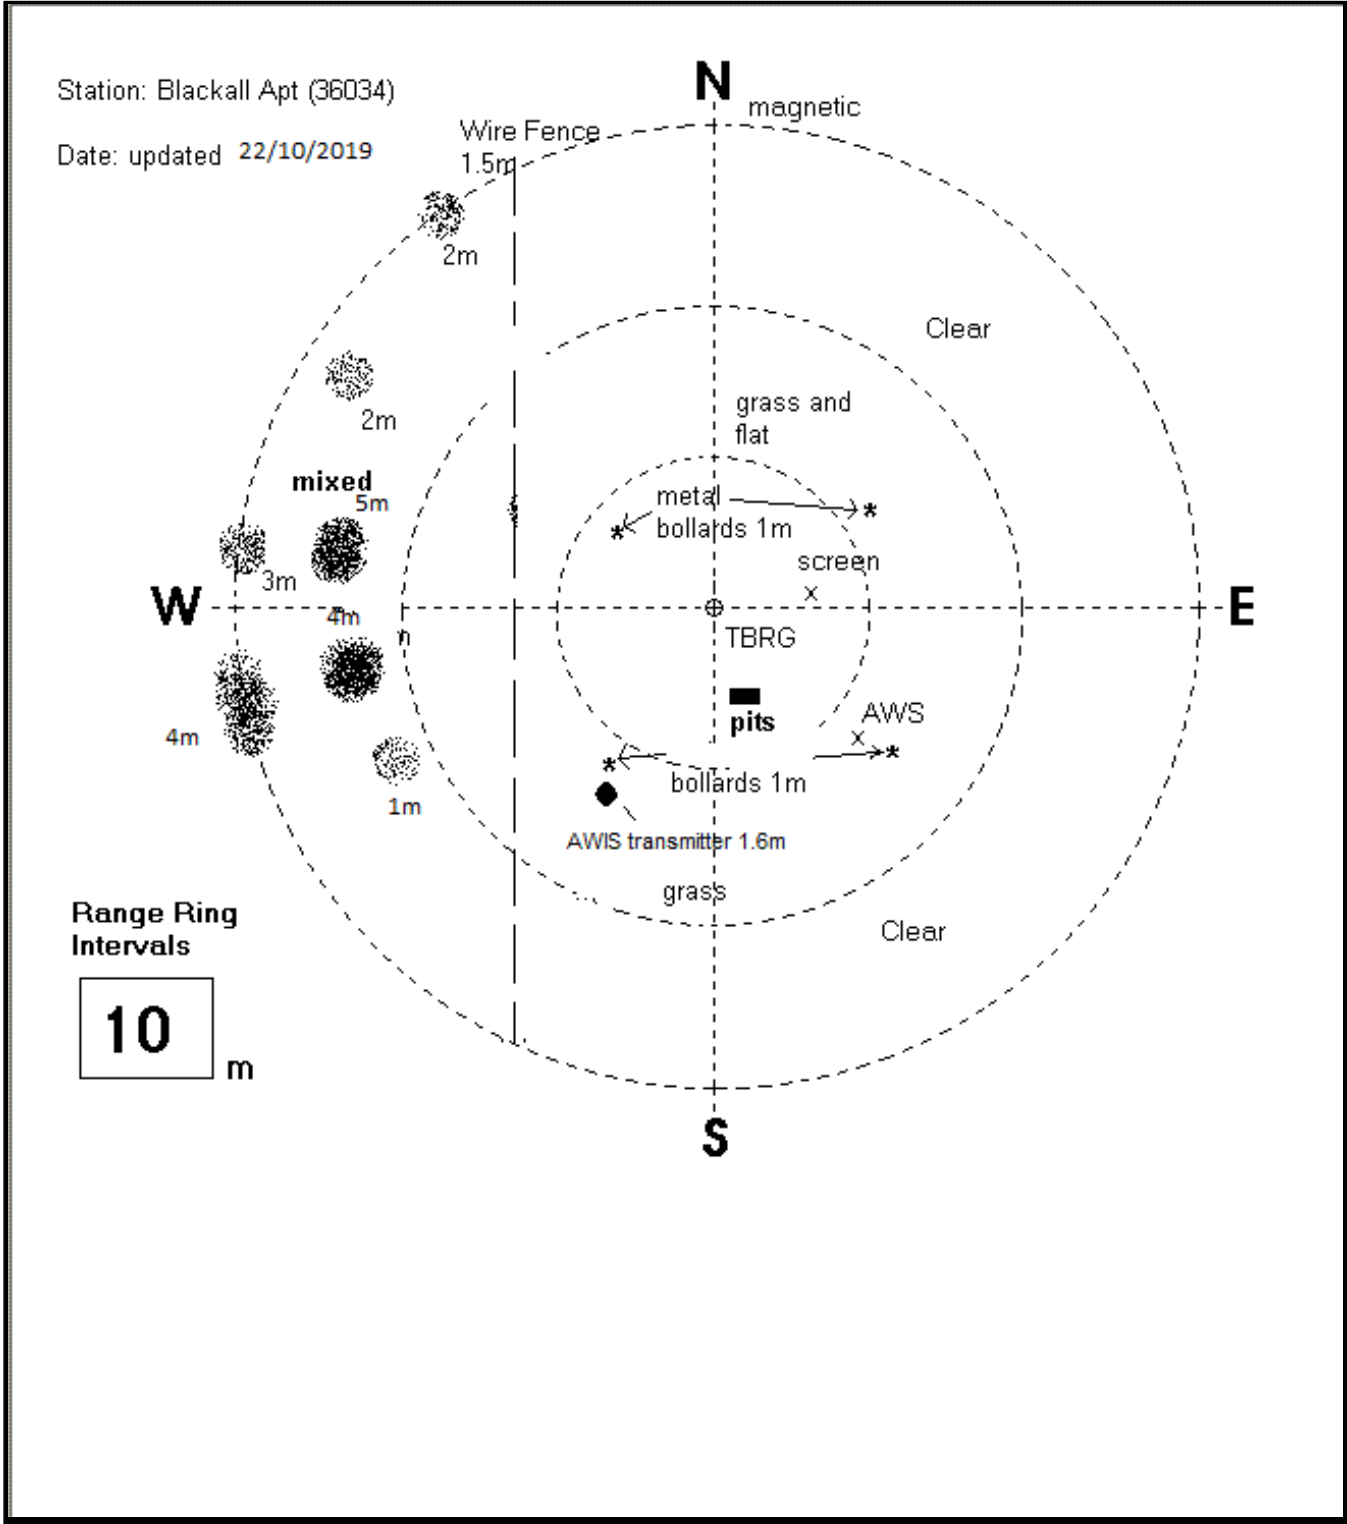 N
magnetic
Station: Blackall Apt (36034)
Date: updated 22/10/2019
Wire Fence
1.5m
2m
Clear
2m
grass and
flat
mixed
5m
metal
bollards 1m
screen
3m
W
E
4m
n
TBRG
pits
AWS
4m
bollards 1m
1m
AWIS transmitter 1.6m
grass
Clear
Range Ring
Intervals
10
m
S